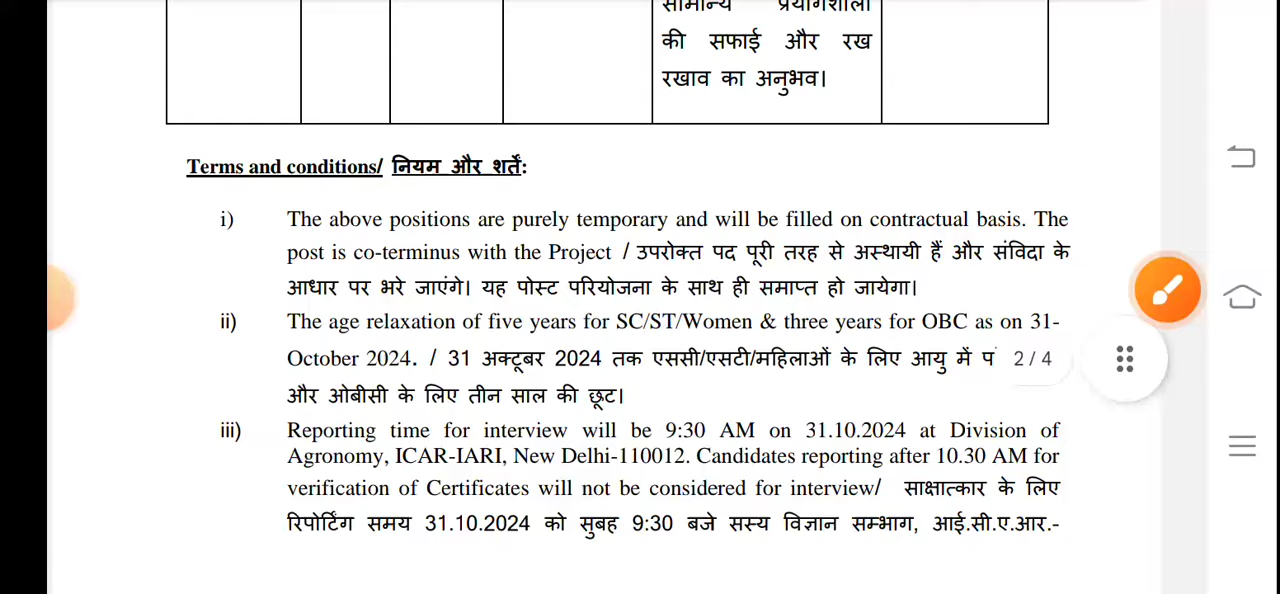 सामान्य प्रयोगशाला
की सफाई और रख
रखाव का अनुभव।
Terms and conditions/ नियम और शर्तें:
i) The above positions are purely temporary and will be filled on contractual basis. The
post is co-terminus with the Project / उपरोक्त पद पूरी तरह से अस्थायी हैं और संविदा के
आधार पर भरे जाएंगे। यह पोस्ट परियोजना के साथ ही समाप्त हो जायेगा।
ii) The age relaxation of five years for SC/ST/Women & three years for OBC as on 31-
October 2024. / 31 अक्टूबर 2024 तक एससी/एसटी/महिलाओं के लिए आयु में 2/4
और ओबीसी के लिए तीन साल की छूट।
iii) Reporting time for interview will be 9:30 AM on 31.10.2024 at Division of
Agronomy, ICAR-IARI, New Delhi-110012. Candidates reporting after 10.30 AM for
verification of Certificates will not be considered for interview/ साक्षात्कार के लिए
रिपोर्टिंग समय 31.10.2024 को सुबह 9:30 बजे सस्य विज्ञान सम्भाग, आई.सी.ए.आर.-